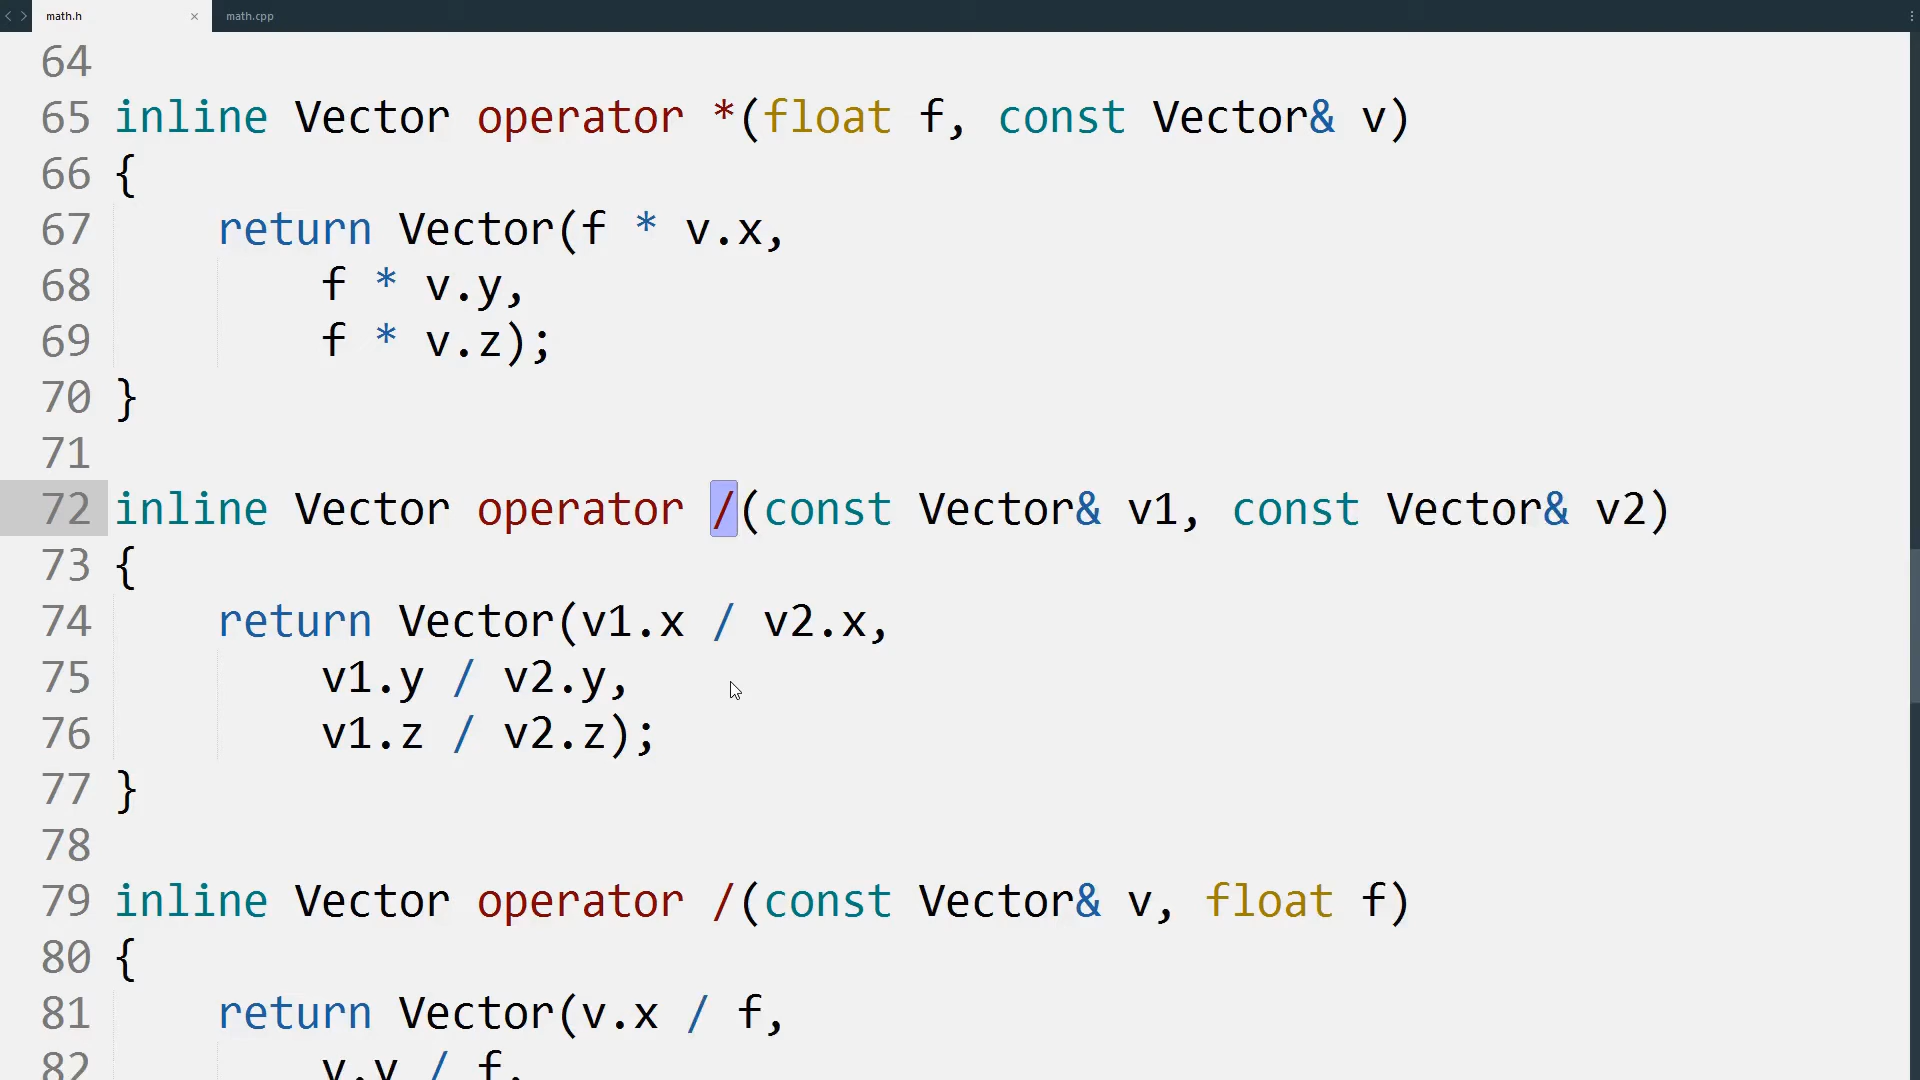 math.h × math.cpp
64
65 inline Vector operator *(float f, const Vector& v)
66 {
67     return Vector(f * v.x,
68         f * v.y,
69         f * v.z);
70 }
71
72 inline Vector operator /(const Vector& v1, const Vector& v2)
73 {
74     return Vector(v1.x / v2.x,
75         v1.y / v2.y,
76         v1.z / v2.z);
77 }
78
79 inline Vector operator /(const Vector& v, float f)
80 {
81     return Vector(v.x / f,
82         v.y / f,